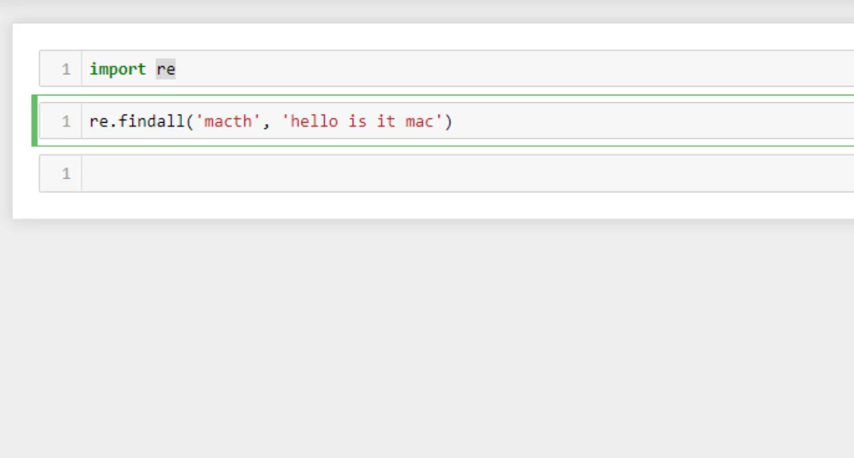 1 import re
1 re.findall('macth', 'hello is it mac')
1